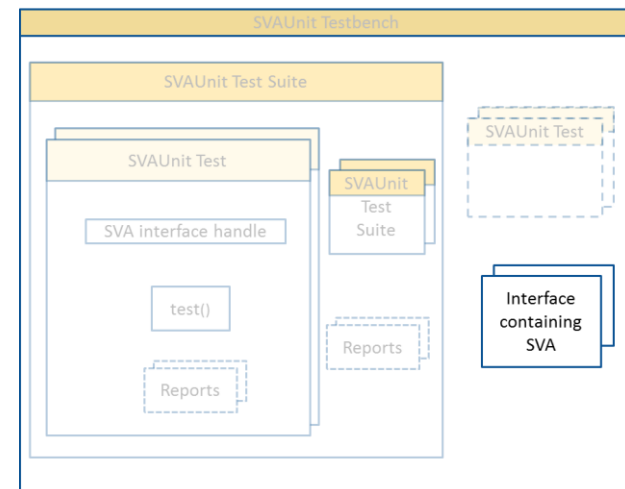 SVAUnit Testbench
SVAUnit Test Suite
SVAUnit Test
SVA interface handle
test()
Reports
SVAUnit
Test
Suite
Reports
SVAUnit Test
Interface
containing
SVA